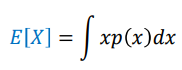 E[X] = ∫ xp(x)dx